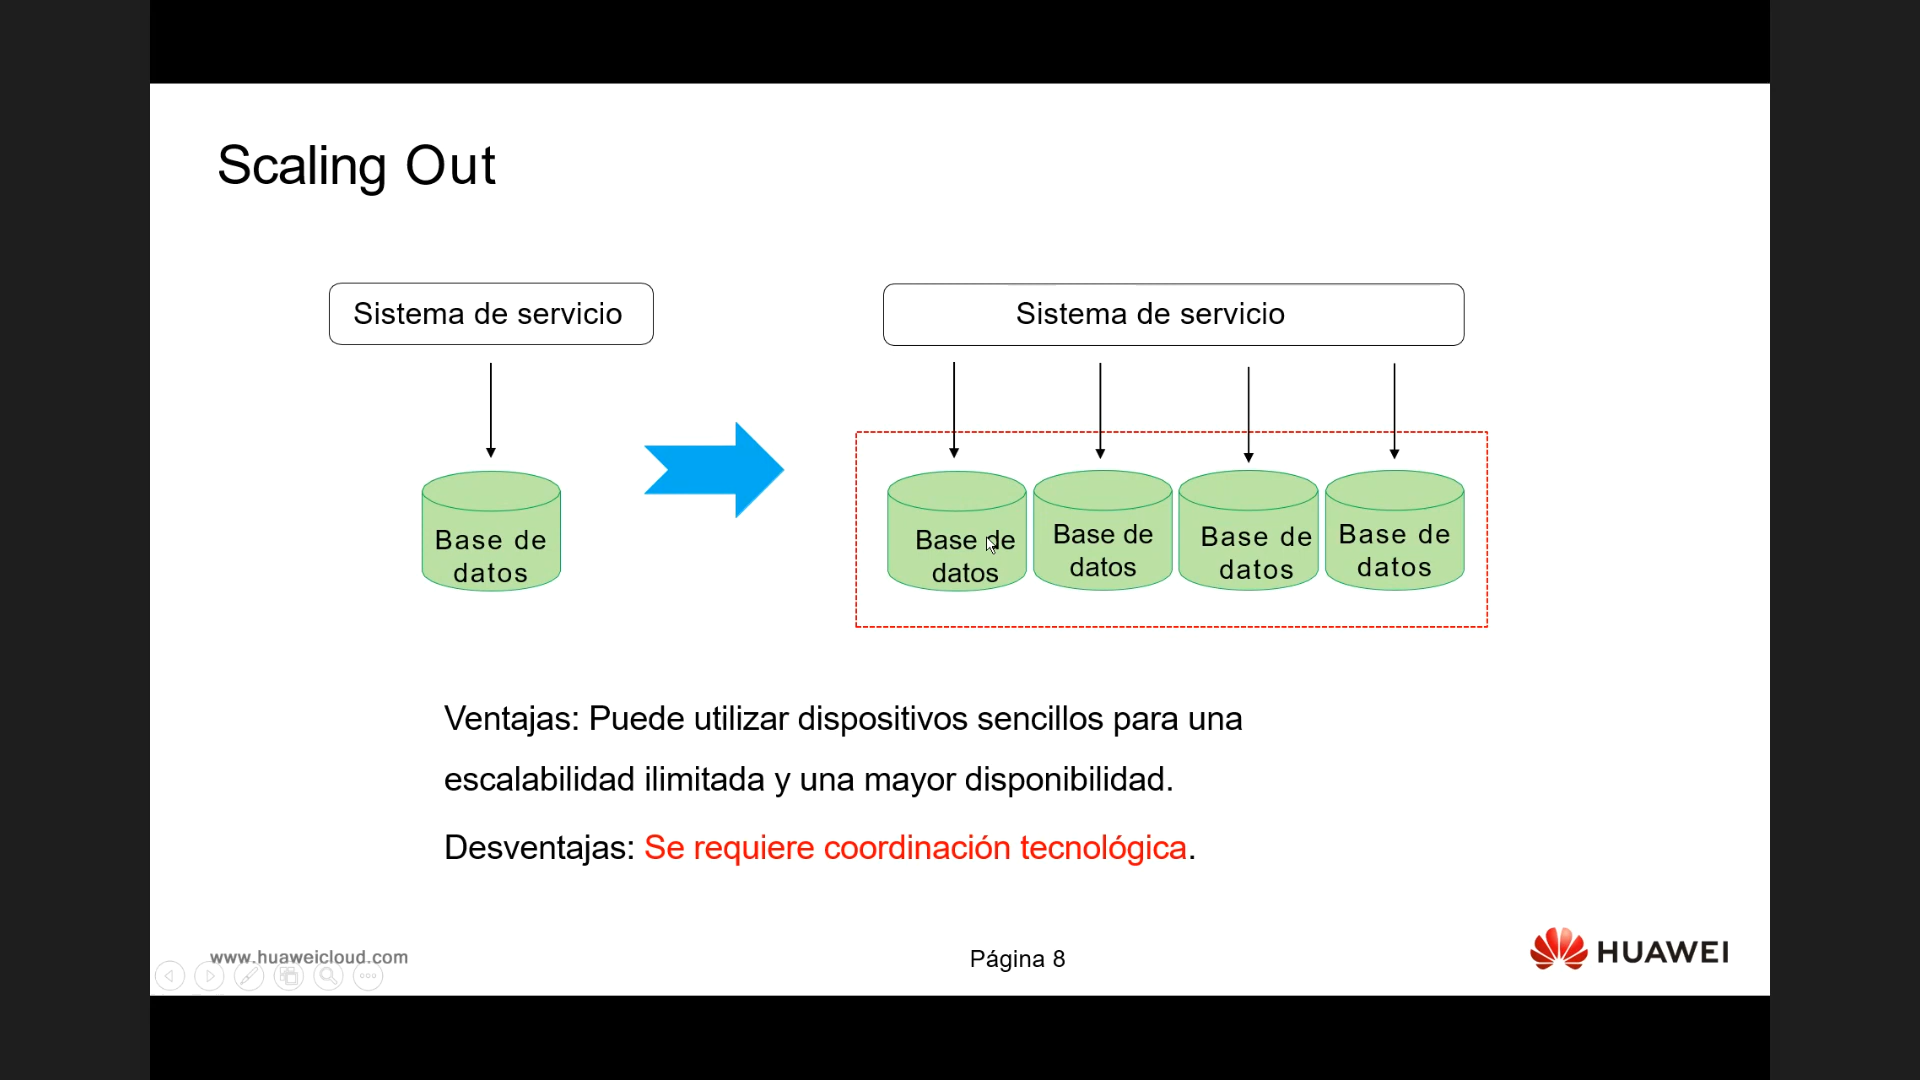 Scaling Out
Sistema de servicio
Sistema de servicio
Base de
datos
Base de
datos
Base de
datos
Base de
datos
Base de
datos
Ventajas: Puede utilizar dispositivos sencillos para una
escalabilidad ilimitada y una mayor disponibilidad.
Desventajas: Se requiere coordinación tecnológica.
www.huaweicloud.com
Página 8
HUAWEI